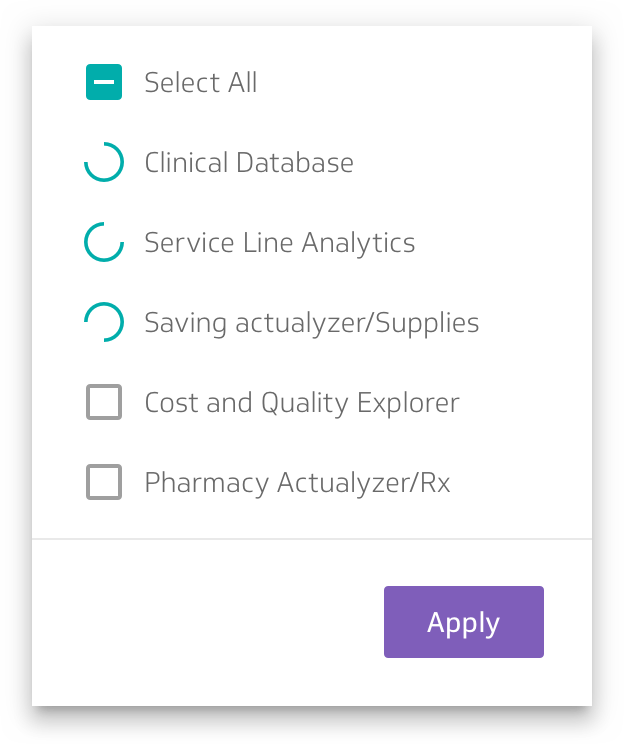 Select All
Clinical Database
Service Line Analytics
Saving actualyzer/Supplies
Cost and Quality Explorer
Pharmacy Actualyzer/Rx
Apply